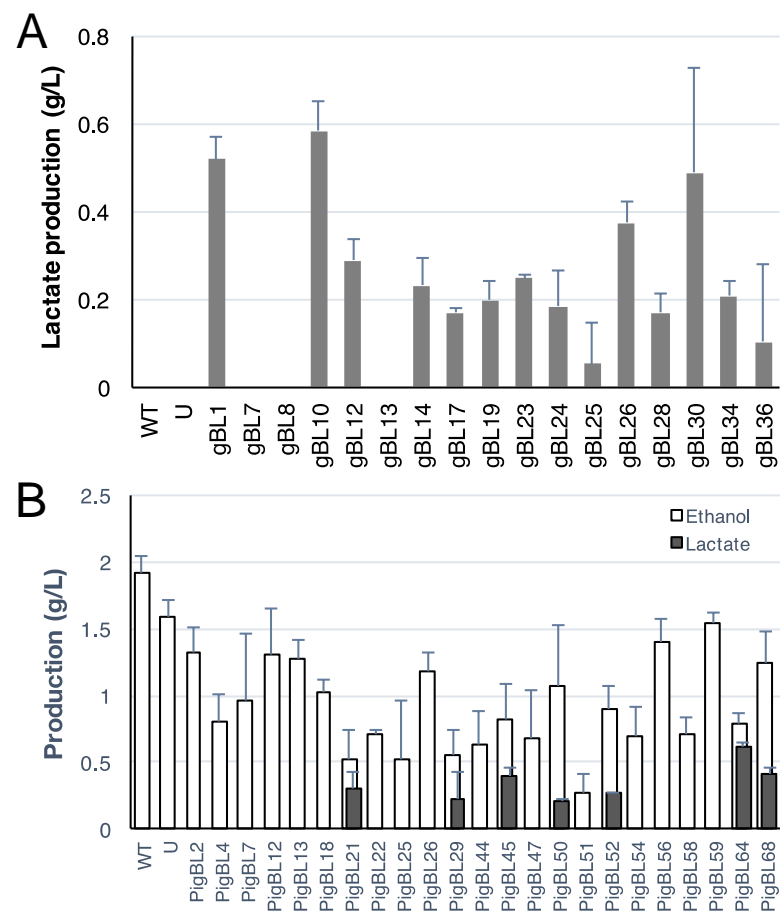 A
Lactate production (g/L)
0.8
0.6
0.4
0.2
0
WT
U
gBL1
gBL7
gBL8
gBL10
gBL12
gBL13
gBL14
gBL17
gBL19
gBL23
gBL24
gBL25
gBL26
gBL28
gBL30
gBL34
gBL36
B
Production (g/L)
2.5
2
1.5
1
0.5
0
Ethanol
Lactate
WT
U
PigBL2
PigBL4
PigBL7
PigBL12
PigBL13
PigBL18
PigBL21
PigBL22
PigBL25
PigBL26
PigBL29
PigBL44
PigBL45
PigBL47
PigBL50
PigBL51
PigBL52
PigBL54
PigBL56
PigBL58
PigBL59
PigBL64
PigBL68